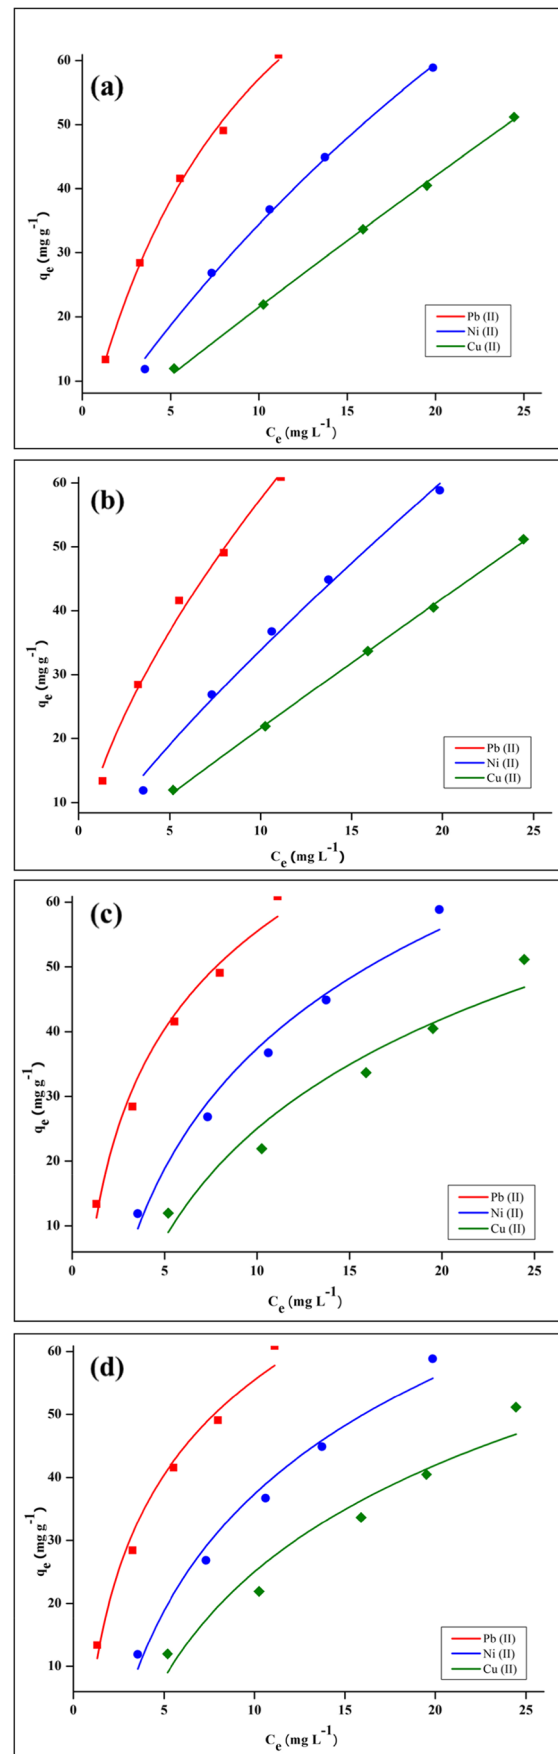 (a)
60
50
40
30
20
10
qe (mg g-1)
Pb (II)
Ni (II)
Cu (II)
0 5 10 15 20 25
Ce (mg L-1)
(b)
60
50
40
30
20
10
qe (mg g-1)
Pb (II)
Ni (II)
Cu (II)
0 5 10 15 20 25
Ce (mg L-1)
(c)
60
50
40
30
20
10
qe (mg g-1)
Pb (II)
Ni (II)
Cu (II)
0 5 10 15 20 25
Ce (mg L-1)
(d)
60
50
40
30
20
10
qe (mg g-1)
Pb (II)
Ni (II)
Cu (II)
0 5 10 15 20 25
Ce (mg L-1)